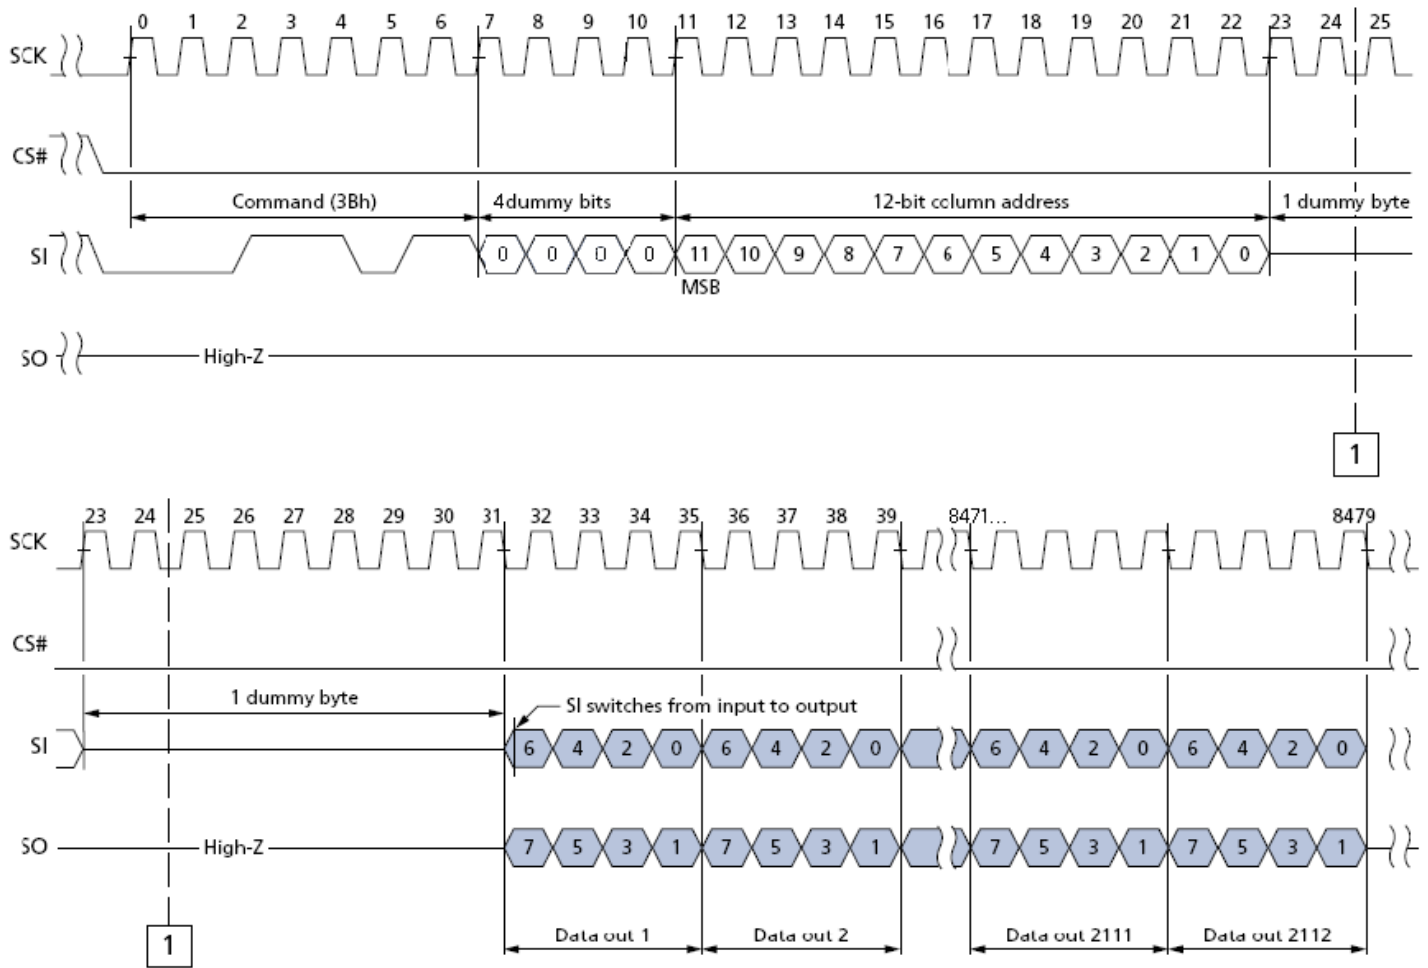 0 1 2 3 4 5 6 7 8 9 10 11 12 13 14 15 16 17 18 19 20 21 22 23 24 25
SCK
CS#
Command (3Bh) 4dummy bits 12-bit cclumn address 1 dummy byte
SI 0 0 0 0 11 10 9 8 7 6 5 4 3 2 1 0
MSB
SO High-Z
1
23 24 25 26 27 28 29 30 31 32 33 34 35 36 37 38 39 8471... 8479
SCK
CS#
1 dummy byte SI switches from input to output
SI 6 4 2 0 6 4 2 0 6 4 2 0 6 4 2 0
SO High-Z 7 5 3 1 7 5 3 1 7 5 3 1 7 5 3 1
1 Data out 1 Data out 2 Data out 2111 Data out 2112